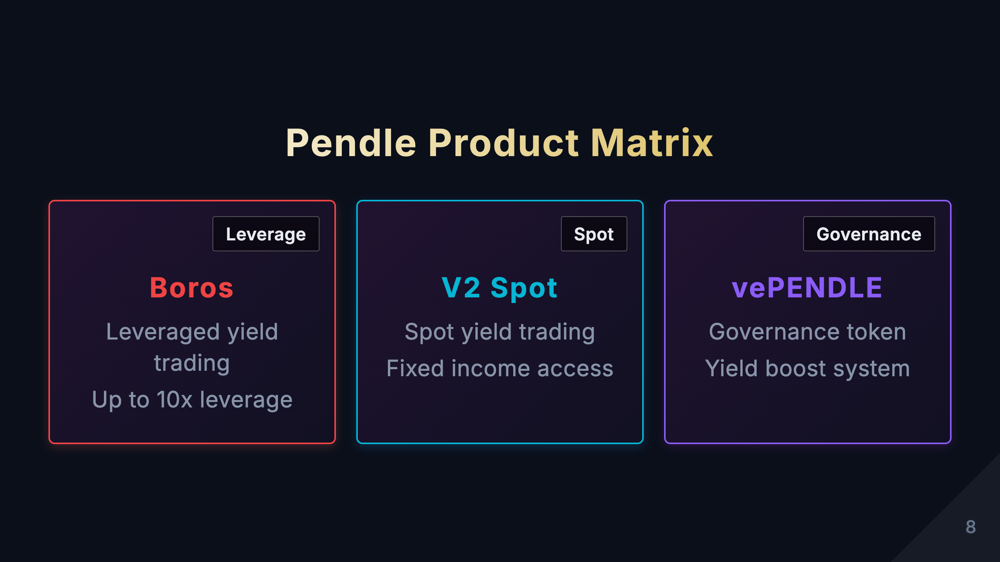 Pendle Product Matrix
Leverage
Boros
Leveraged yield
trading
Up to 10x leverage
Spot
V2 Spot
Spot yield trading
Fixed income access
Governance
vePENDLE
Governance token
Yield boost system
8